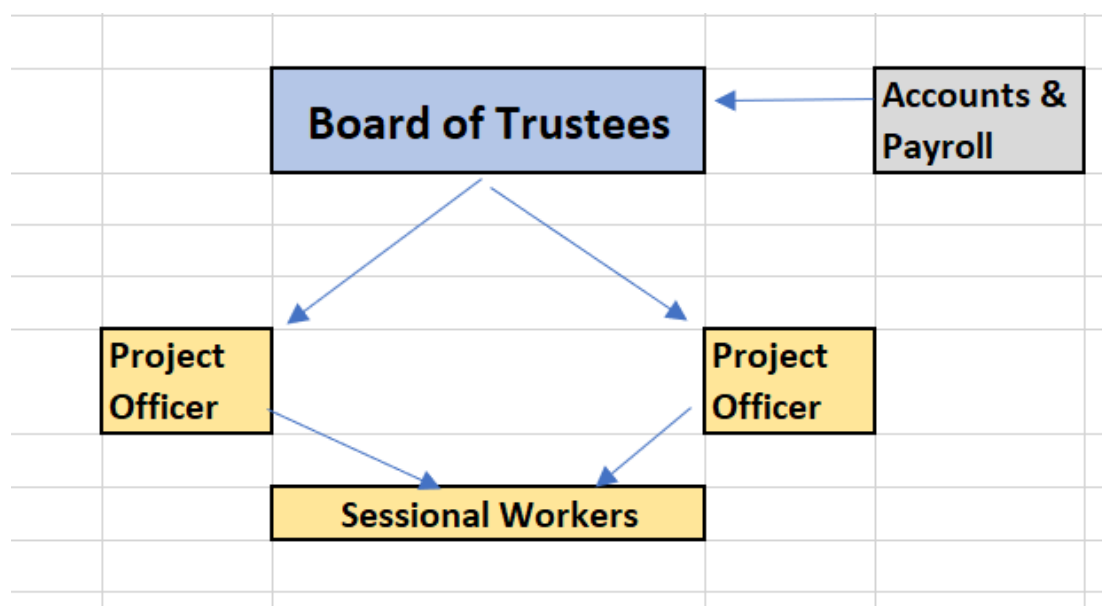 Board of Trustees
Accounts &
Payroll
Project
Officer
Project
Officer
Sessional Workers